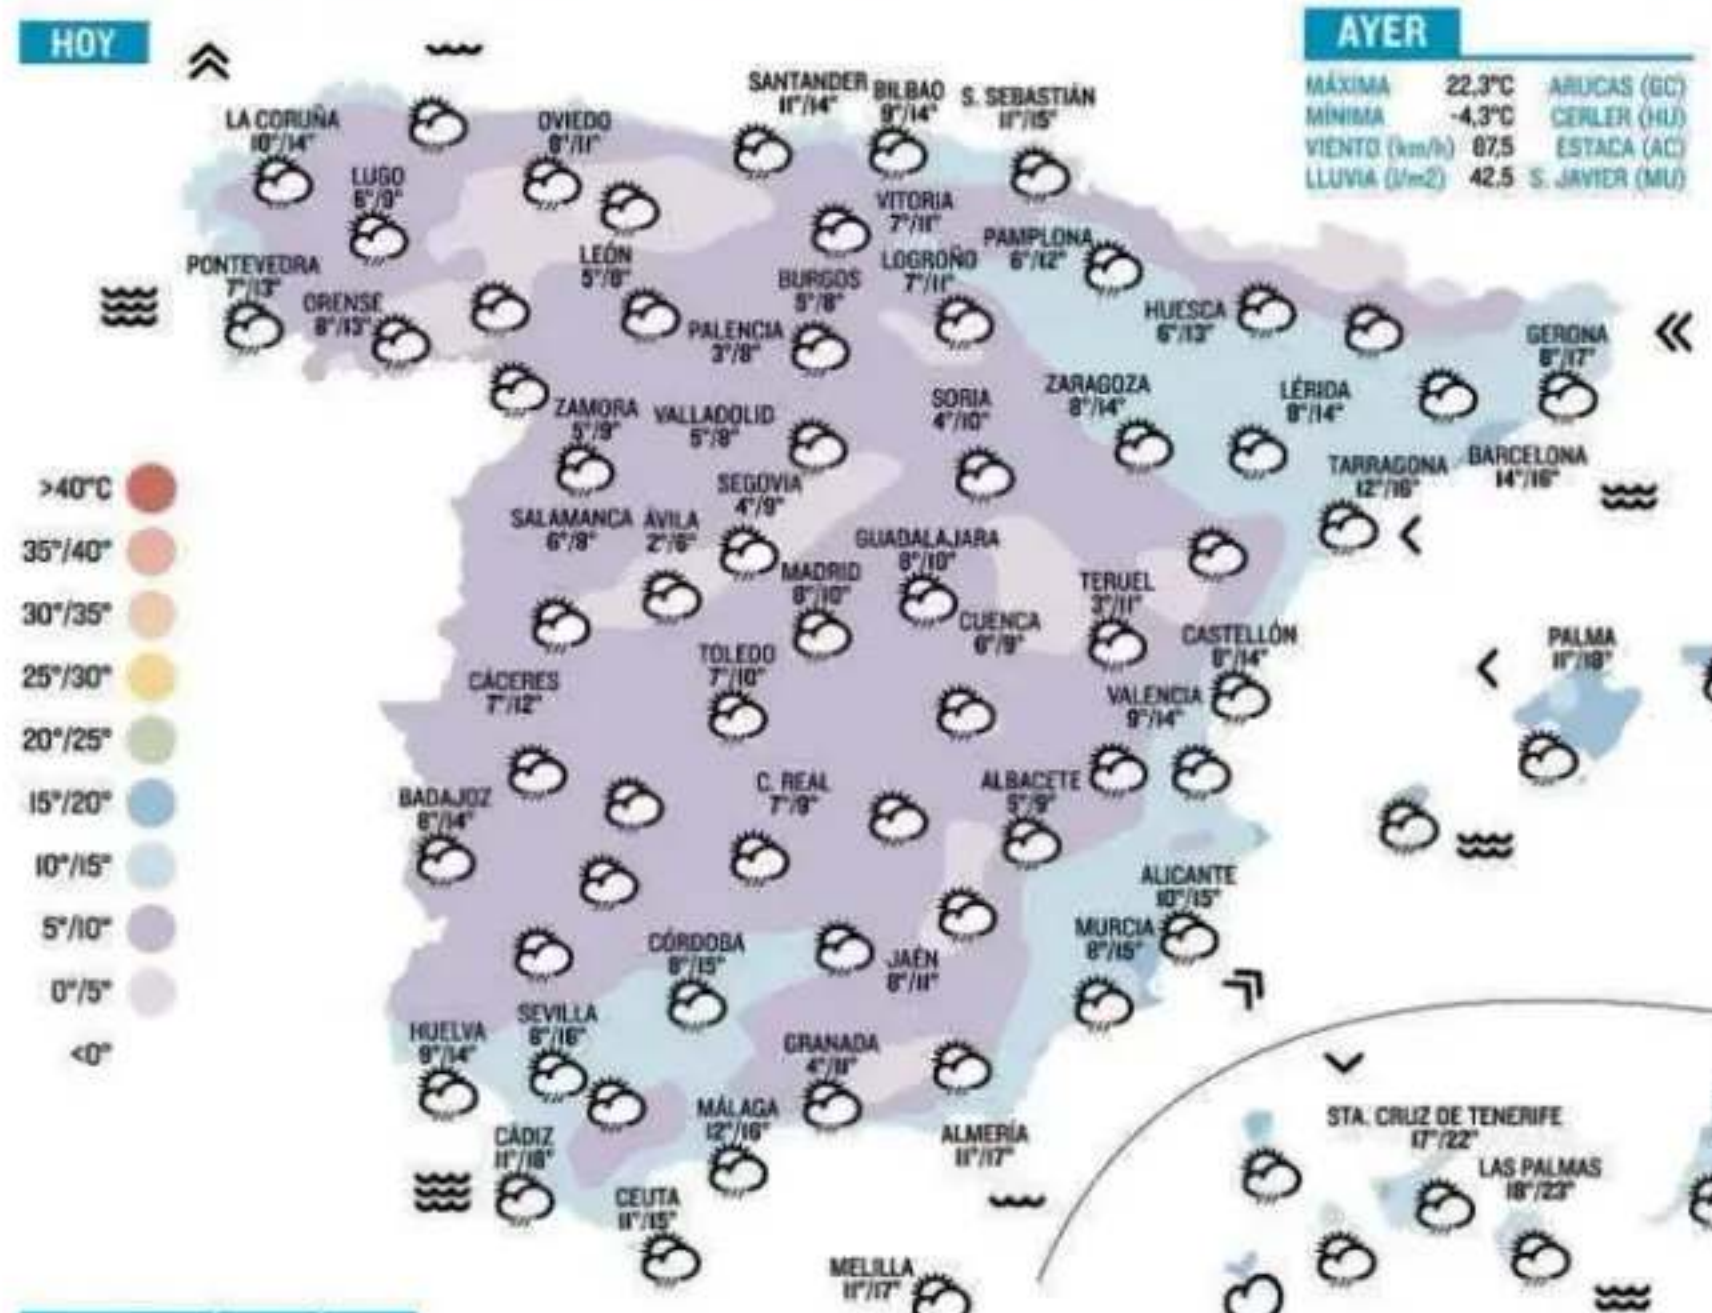 HOY
AYER
MÁXIMA 22,3°C ARUCAS (GC)
MÍNIMA -4,3°C CERLER (HU)
VIENTO (km/h) 87,5 ESTACA (AC)
LLUVIA (l/m2) 42,5 S. JAVIER (MU)
SANTANDER
11°/14°
BILBAO
9°/14°
S. SEBASTIÁN
11°/15°
LA CORUÑA
10°/14°
OVIEDO
8°/11°
LUGO
6°/9°
VITORIA
7°/11°
PAMPLONA
6°/12°
PONTEVEDRA
7°/13°
LEÓN
5°/8°
BURGOS
5°/8°
LOGROÑO
7°/11°
ORENSE
8°/13°
HUESCA
6°/13°
PALENCIA
3°/8°
GERONA
8°/17°
ZARAGOZA
8°/14°
LÉRIDA
8°/14°
SORIA
4°/10°
ZAMORA
5°/9°
VALLADOLID
5°/8°
TARRAGONA
12°/16°
BARCELONA
14°/16°
SEGOVIA
4°/9°
>40°C
SALAMANCA
6°/8°
ÁVILA
2°/6°
GUADALAJARA
8°/10°
35°/40°
MADRID
8°/10°
TERUEL
3°/11°
30°/35°
CUENCA
6°/9°
CASTELLÓN
PALMA
11°/18°
TOLEDO
7°/10°
25°/30°
CÁCERES
7°/12°
VALENCIA
9°/14°
20°/25°
C. REAL
7°/9°
ALBACETE
5°/9°
15°/20°
BADAJOZ
8°/14°
10°/15°
ALICANTE
10°/15°
5°/10°
MURCIA
8°/15°
CÓRDOBA
8°/15°
JAÉN
8°/11°
0°/5°
SEVILLA
8°/16°
HUELVA
9°/14°
GRANADA
4°/11°
<0°
MÁLAGA
12°/16°
STA. CRUZ DE TENERIFE
17°/22°
CÁDIZ
11°/18°
ALMERÍA
11°/17°
LAS PALMAS
18°/23°
CEUTA
11°/15°
MELILLA
11°/17°